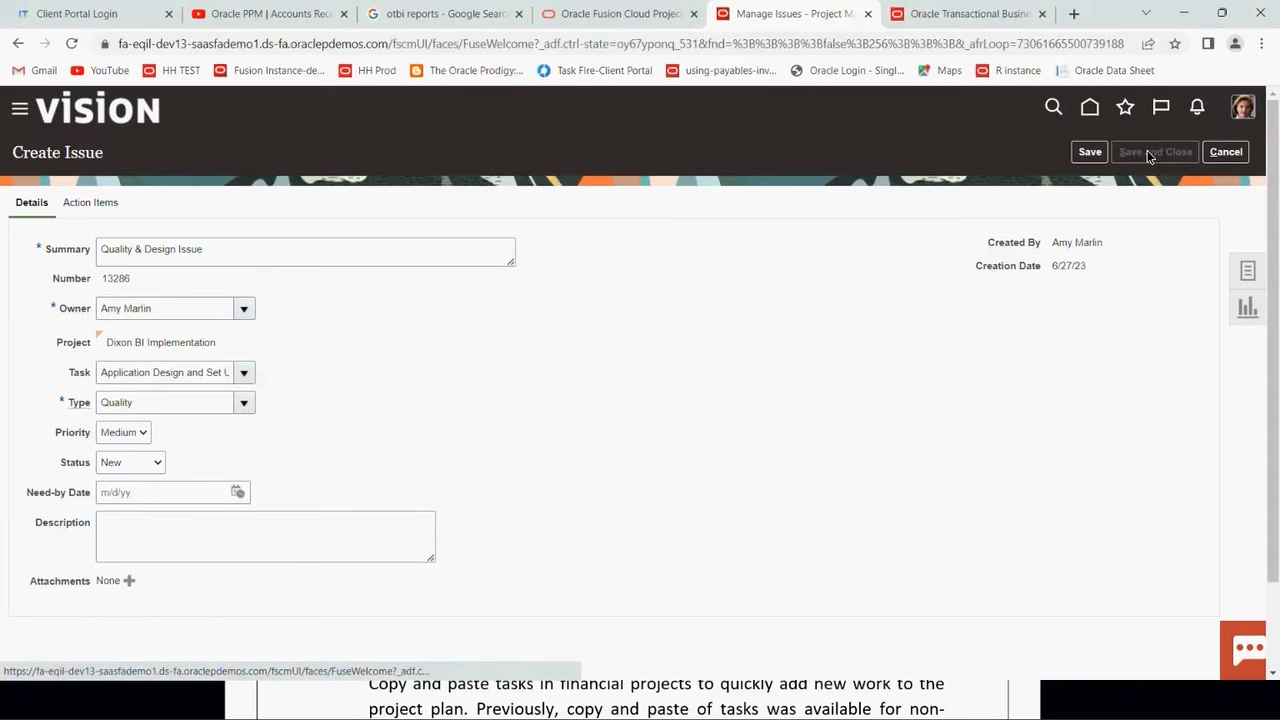 Client Portal Login
Oracle PPM | Accounts Rec
otbi reports - Google Searc
Oracle Fusion Cloud Project
Manage Issues - Project M
Oracle Transactional Busine
fa-eqil-dev13-saasfademo1.ds-fa.oraclepdemos.com/fscmUI/faces/FuseWelcome?_adf.ctrl-state=oy67yponq_531&fnd=%3B%3B%3B%3Bfalse%3B256%3B%3B%3B&_afrLoop=73061665500739188
Gmail
YouTube
HH TEST
Fusion Instance-de...
HH Prod
The Oracle Prodigy:...
Task Fire-Client Portal
using-payables-inv...
Oracle Login - Singl...
Maps
R instance
Oracle Data Sheet
VISION
Create Issue
Save
Save and Close
Cancel
Details
Action Items
* Summary Quality & Design Issue
Created By Amy Marlin
Creation Date 6/27/23
Number 13286
* Owner Amy Marlin
Project Dixon BI Implementation
Task Application Design and Set U
* Type Quality
Priority Medium
Status New
Need-by Date m/d/yy
Description
Attachments None
https://fa-eqil-dev13-saasfademo1.ds-fa.oraclepdemos.com/fscmUI/faces/FuseWelcome?_adf.c...
Copy and paste tasks in financial projects to quickly add new work to the
project plan. Previously, copy and paste of tasks was available for non-